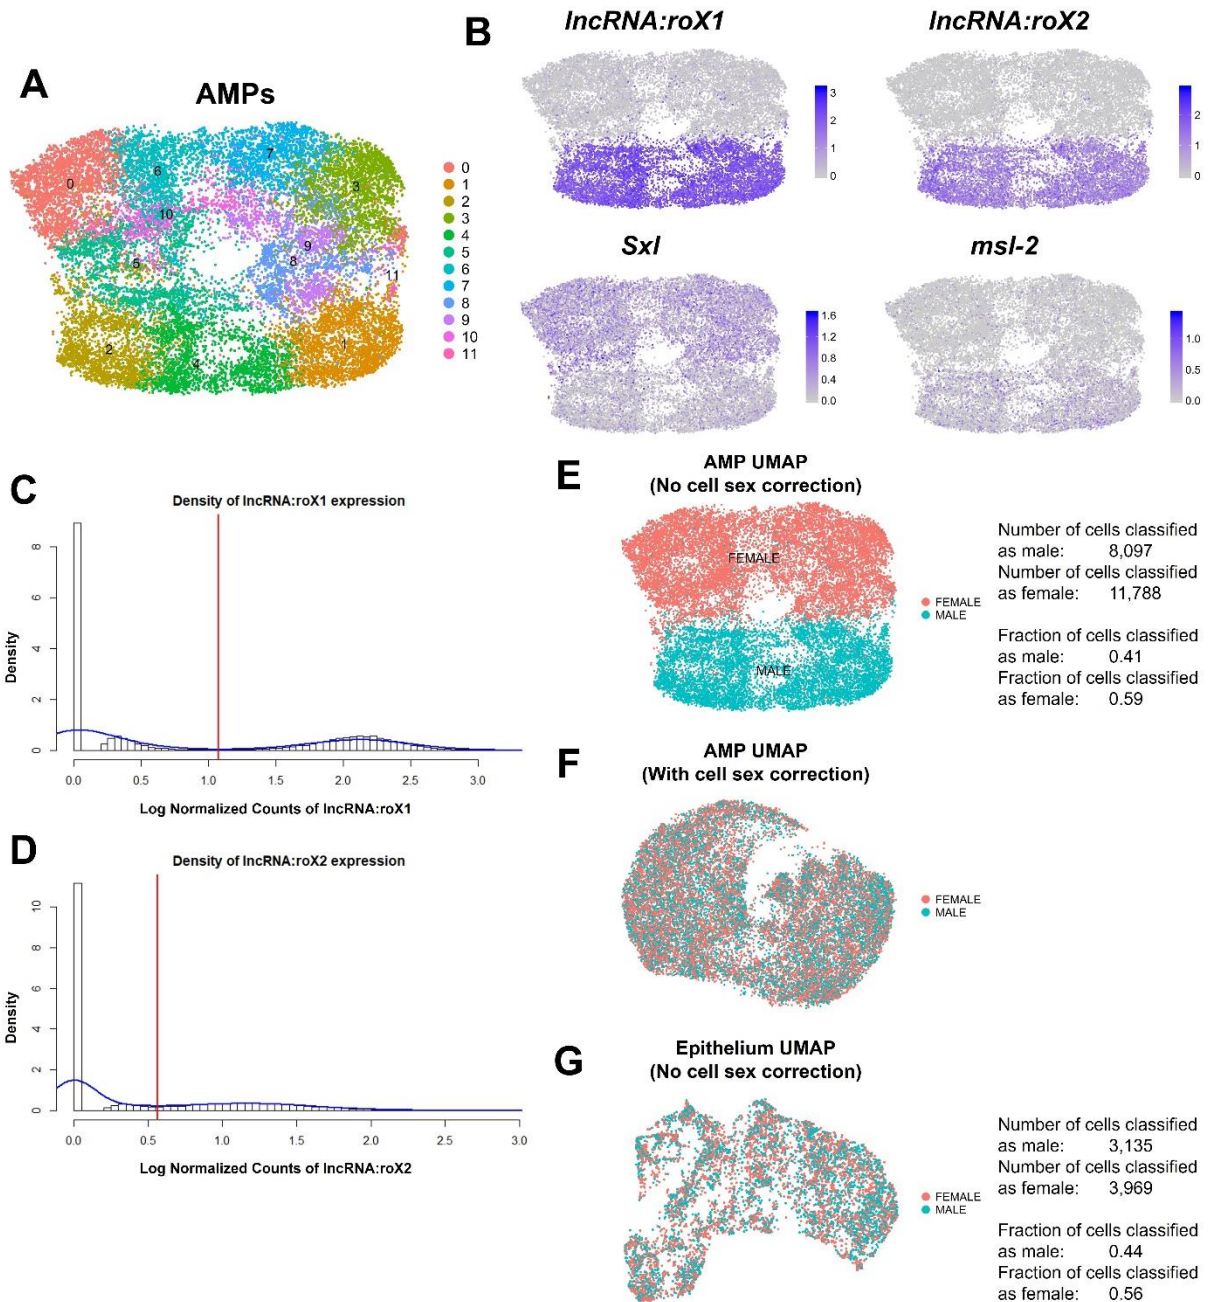 A
AMPs
0
6
7
3
10
9
5
8
11
2
4
1
0
1
2
3
4
5
6
7
8
9
10
11
B
lncRNA:roX1
3
2
1
0
lncRNA:roX2
2
1
0
Sxl
1.6
1.2
0.8
0.4
0.0
msl-2
1.0
0.5
0.0
C
Density of lncRNA:roX1 expression
Density
8
6
4
2
0
0.0 0.5 1.0 1.5 2.0 2.5 3.0
Log Normalized Counts of lncRNA:roX1
D
Density of lncRNA:roX2 expression
Density
10
8
6
4
2
0
0.0 0.5 1.0 1.5 2.0 2.5 3.0
Log Normalized Counts of lncRNA:roX2
E
AMP UMAP
(No cell sex correction)
FEMALE
MALE
FEMALE
MALE
Number of cells classified
as male: 8,097
Number of cells classified
as female: 11,788
Fraction of cells classified
as male: 0.41
Fraction of cells classified
as female: 0.59
F
AMP UMAP
(With cell sex correction)
FEMALE
MALE
G
Epithelium UMAP
(No cell sex correction)
FEMALE
MALE
Number of cells classified
as male: 3,135
Number of cells classified
as female: 3,969
Fraction of cells classified
as male: 0.44
Fraction of cells classified
as female: 0.56